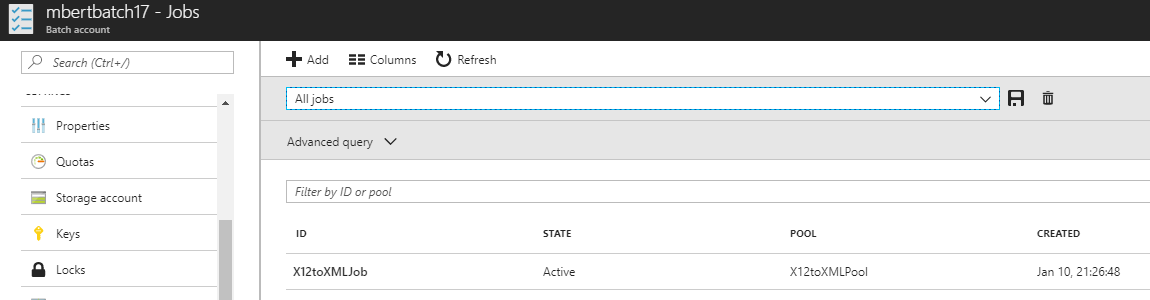 mbertbatch17 - Jobs
Batch account
Search (Ctrl+/)
Properties
Quotas
Storage account
Keys
Locks
Add Columns Refresh
All jobs
Advanced query
Filter by ID or pool
ID STATE POOL CREATED
X12toXMLJob Active X12toXMLPool Jan 10, 21:26:48